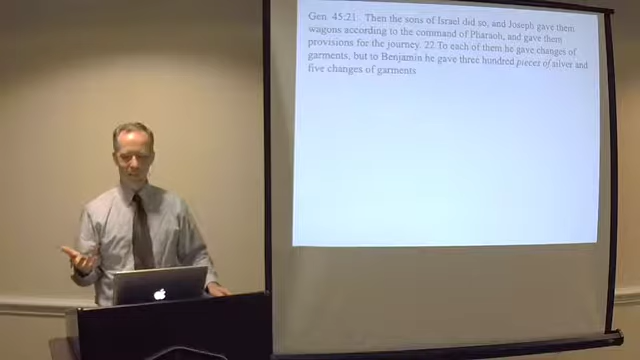 Gen. 45:21. Then the sons of Israel did so, and Joseph gave them
wagons according to the command of Pharaoh, and gave them
provisions for the journey. 22 To each of them he gave changes of
garments, but to Benjamin he gave three hundred pieces of silver and
five changes of garments